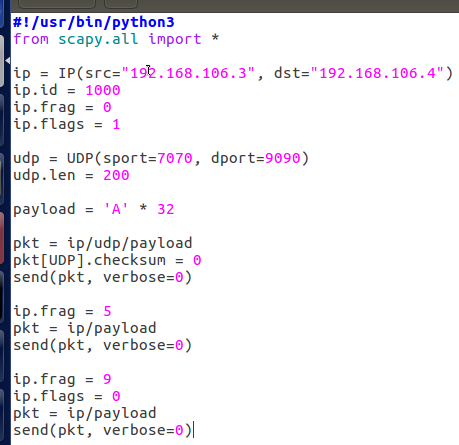 #!/usr/bin/python3
from scapy.all import *
ip = IP(src="192.168.106.3", dst="192.168.106.4")
ip.id = 1000
ip.frag = 0
ip.flags = 1
udp = UDP(sport=7070, dport=9090)
udp.len = 200
payload = 'A' * 32
pkt = ip/udp/payload
pkt[UDP].checksum = 0
send(pkt, verbose=0)
ip.frag = 5
pkt = ip/payload
send(pkt, verbose=0)
ip.frag = 9
ip.flags = 0
pkt = ip/payload
send(pkt, verbose=0)